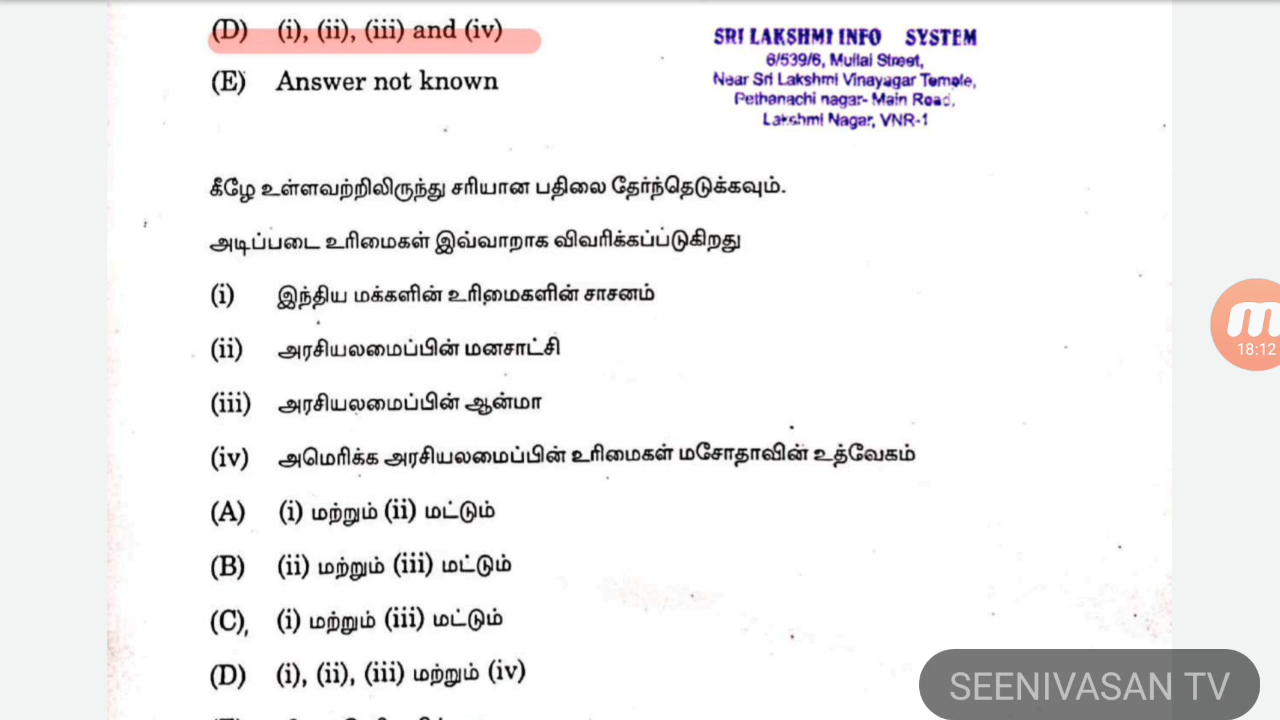 (D) (i), (ii), (iii) and (iv)
(E) Answer not known
SRI LAKSHMI INFO SYSTEM
6/539/6, Mullai Street,
Near Sri Lakshmi Vinayagar Temple,
Pethanachi nagar- Main Road,
Lakshmi Nagar, VNR-1
கீழே உள்ளவற்றிலிருந்து சரியான பதிலை தேர்ந்தெடுக்கவும்.
அடிப்படை உரிமைகள் இவ்வாறாக விவரிக்கப்படுகிறது
(i) இந்திய மக்களின் உரிமைகளின் சாசனம்
(ii) அரசியலமைப்பின் மனசாட்சி
(iii) அரசியலமைப்பின் ஆன்மா
(iv) அமெரிக்க அரசியலமைப்பின் உரிமைகள் மசோதாவின் உத்வேகம்
(A) (i) மற்றும் (ii) மட்டும்
(B) (ii) மற்றும் (iii) மட்டும்
(C) (i) மற்றும் (iii) மட்டும்
(D) (i), (ii), (iii) மற்றும் (iv)
18:12
SEENIVASAN TV